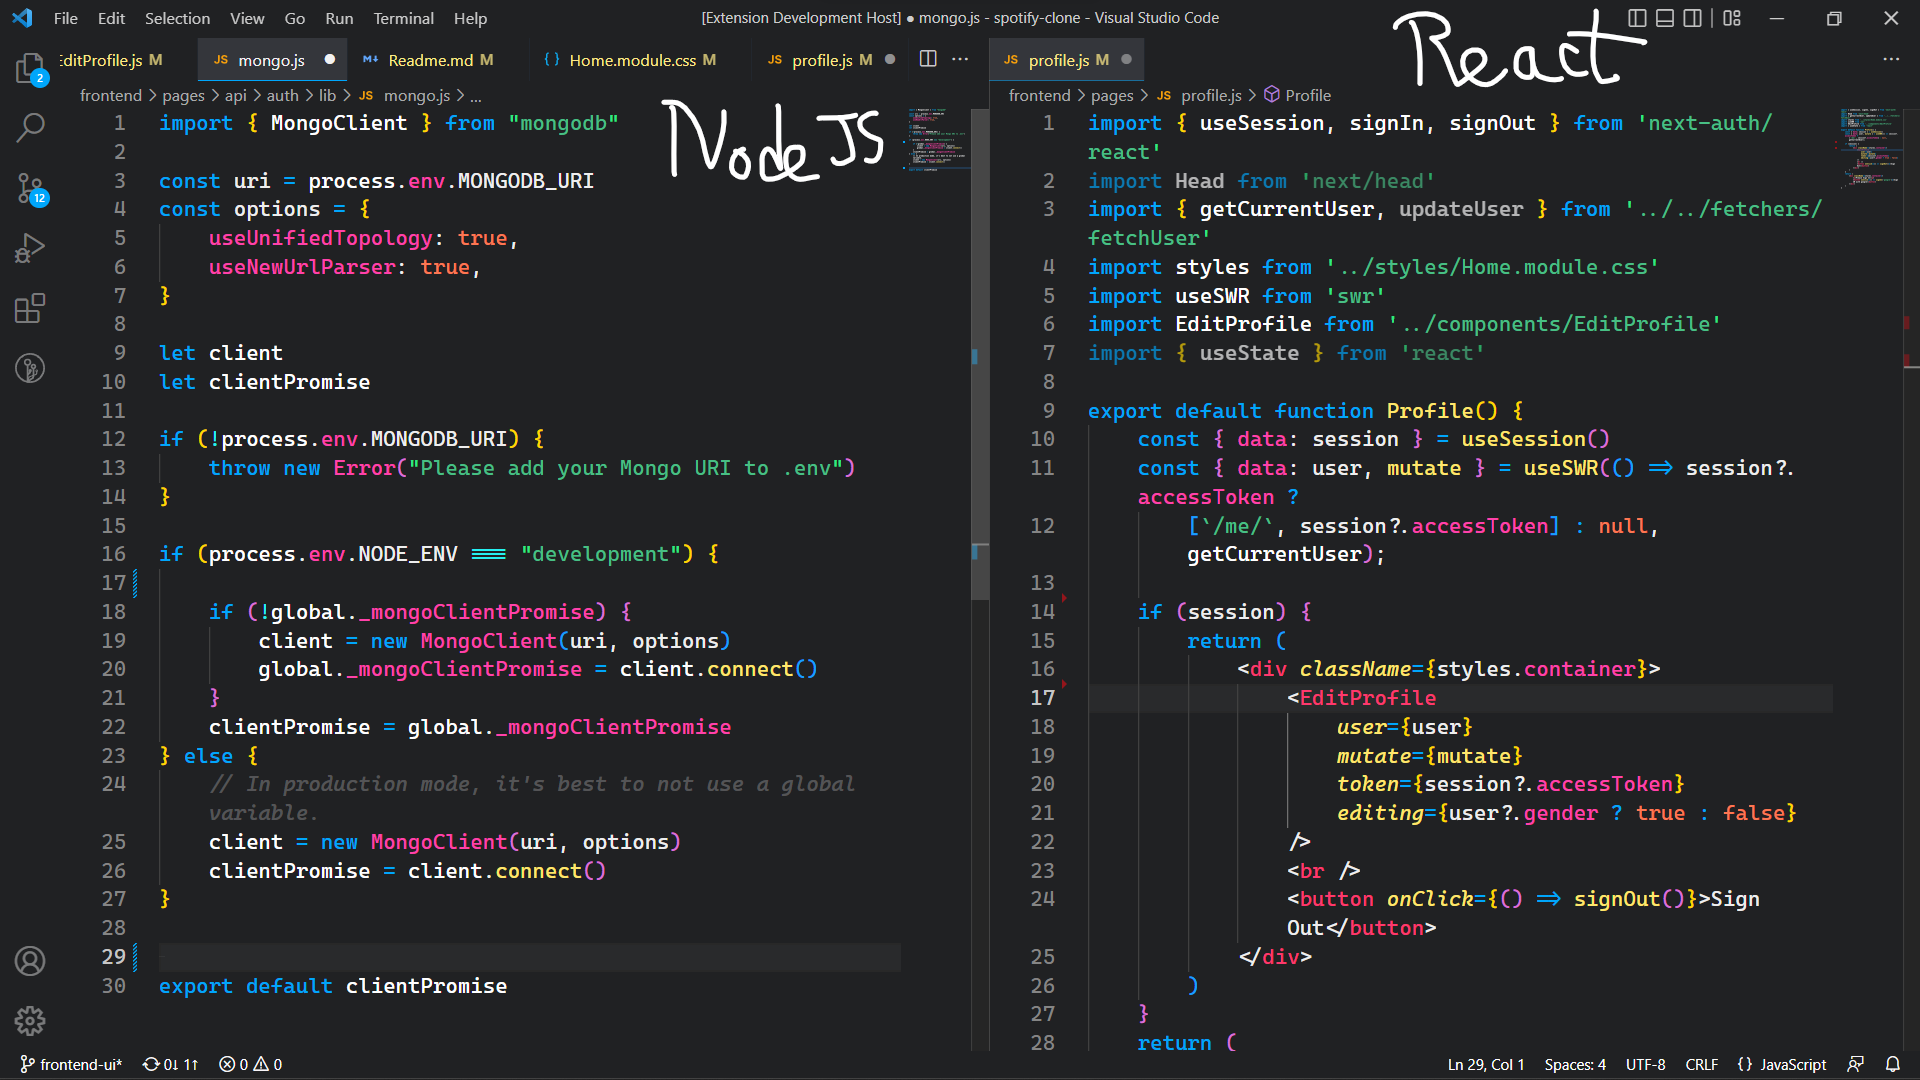 File Edit Selection View Go Run Terminal Help
[Extension Development Host] ● mongo.js - spotify-clone - Visual Studio Code
React
EditProfile.js M
JS mongo.js ●
Readme.md M
{} Home.module.css M
JS profile.js M ●
JS profile.js M ●
frontend > pages > api > auth > lib > JS mongo.js > ...
NodeJS
1 import { MongoClient } from "mongodb"
2
3 const uri = process.env.MONGODB_URI
4 const options = {
5 useUnifiedTopology: true,
6 useNewUrlParser: true,
7 }
8
9 let client
10 let clientPromise
11
12 if (!process.env.MONGODB_URI) {
13 throw new Error("Please add your Mongo URI to .env")
14 }
15
16 if (process.env.NODE_ENV === "development") {
17
18 if (!global._mongoClientPromise) {
19 client = new MongoClient(uri, options)
20 global._mongoClientPromise = client.connect()
21 }
22 clientPromise = global._mongoClientPromise
23 } else {
24 // In production mode, it's best to not use a global
variable.
25 client = new MongoClient(uri, options)
26 clientPromise = client.connect()
27 }
28
29
30 export default clientPromise
frontend > pages > JS profile.js > Profile
1 import { useSession, signIn, signOut } from 'next-auth/
react'
2 import Head from 'next/head'
3 import { getCurrentUser, updateUser } from '../../fetchers/
fetchUser'
4 import styles from '../styles/Home.module.css'
5 import useSWR from 'swr'
6 import EditProfile from '../components/EditProfile'
7 import { useState } from 'react'
8
9 export default function Profile() {
10 const { data: session } = useSession()
11 const { data: user, mutate } = useSWR(() => session?.
accessToken ?
12 [`/me/`, session?.accessToken] : null,
getCurrentUser);
13
14 if (session) {
15 return (
16 <div className={styles.container}>
17 <EditProfile
18 user={user}
19 mutate={mutate}
20 token={session?.accessToken}
21 editing={user?.gender ? true : false}
22 />
23 <br />
24 <button onClick={() => signOut()}>Sign
Out</button>
25 </div>
26 )
27 }
28 return (
2
12
frontend-ui* 0↓ 1↑ 0 0
Ln 29, Col 1 Spaces: 4 UTF-8 CRLF {} JavaScript